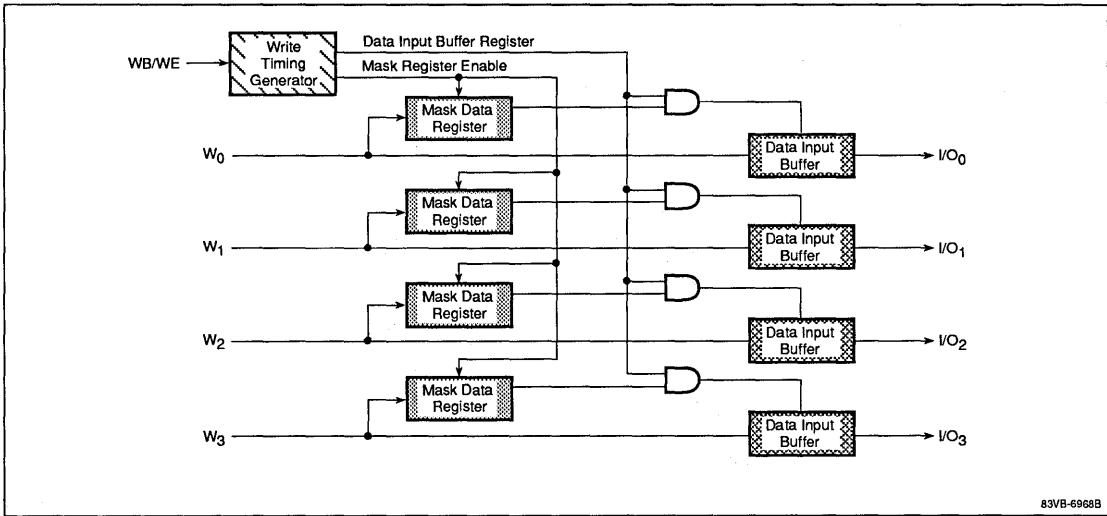 Data Input Buffer Register
WB/WE
Write
Timing
Generator
Mask Register Enable
Mask Data
Register
W0
Data Input
Buffer
I/O0
Mask Data
Register
W1
Data Input
Buffer
I/O1
Mask Data
Register
W2
Data Input
Buffer
I/O2
Mask Data
Register
W3
Data Input
Buffer
I/O3
83VB-6968B